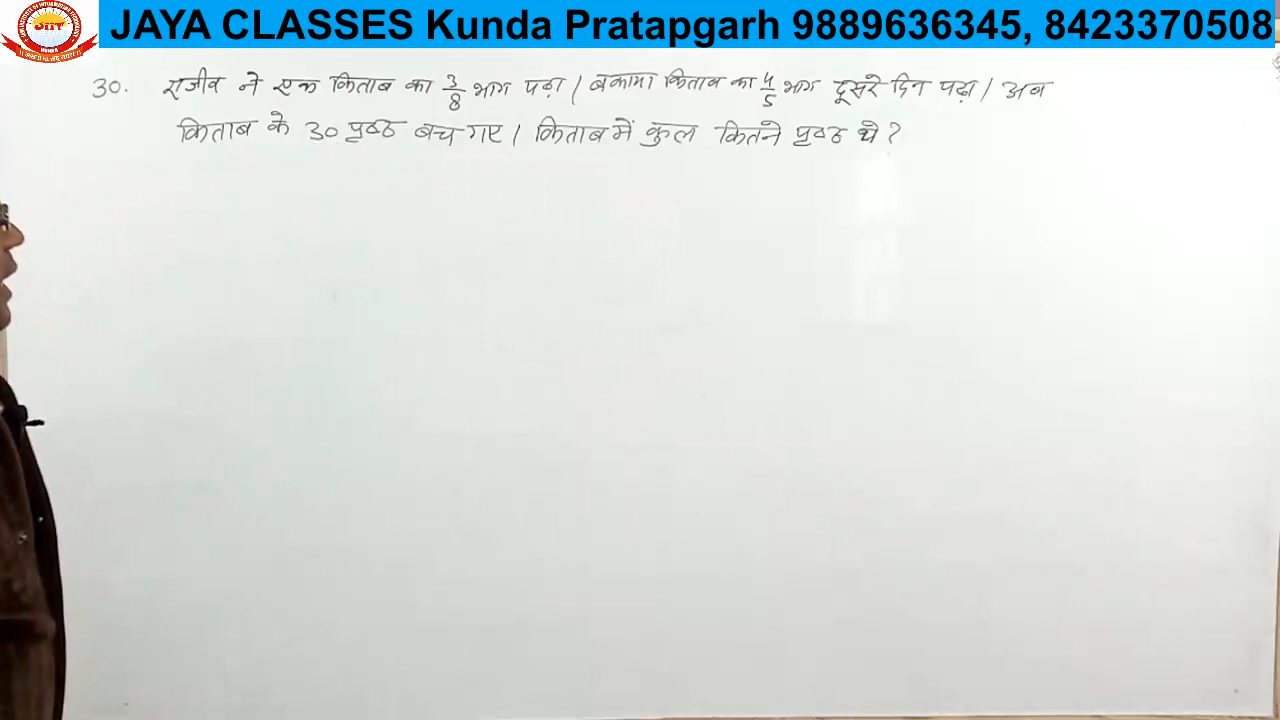 JAYA CLASSES Kunda Pratapgarh 9889636345, 8423370508
30. राजीव ने एक किताब का 3/8 भाग पढ़ा। बकाया किताब का 4/5 भाग दूसरे दिन पढ़ा। अब
किताब के 30 पृष्ठ बच गए। किताब में कुल कितने पृष्ठ थे?